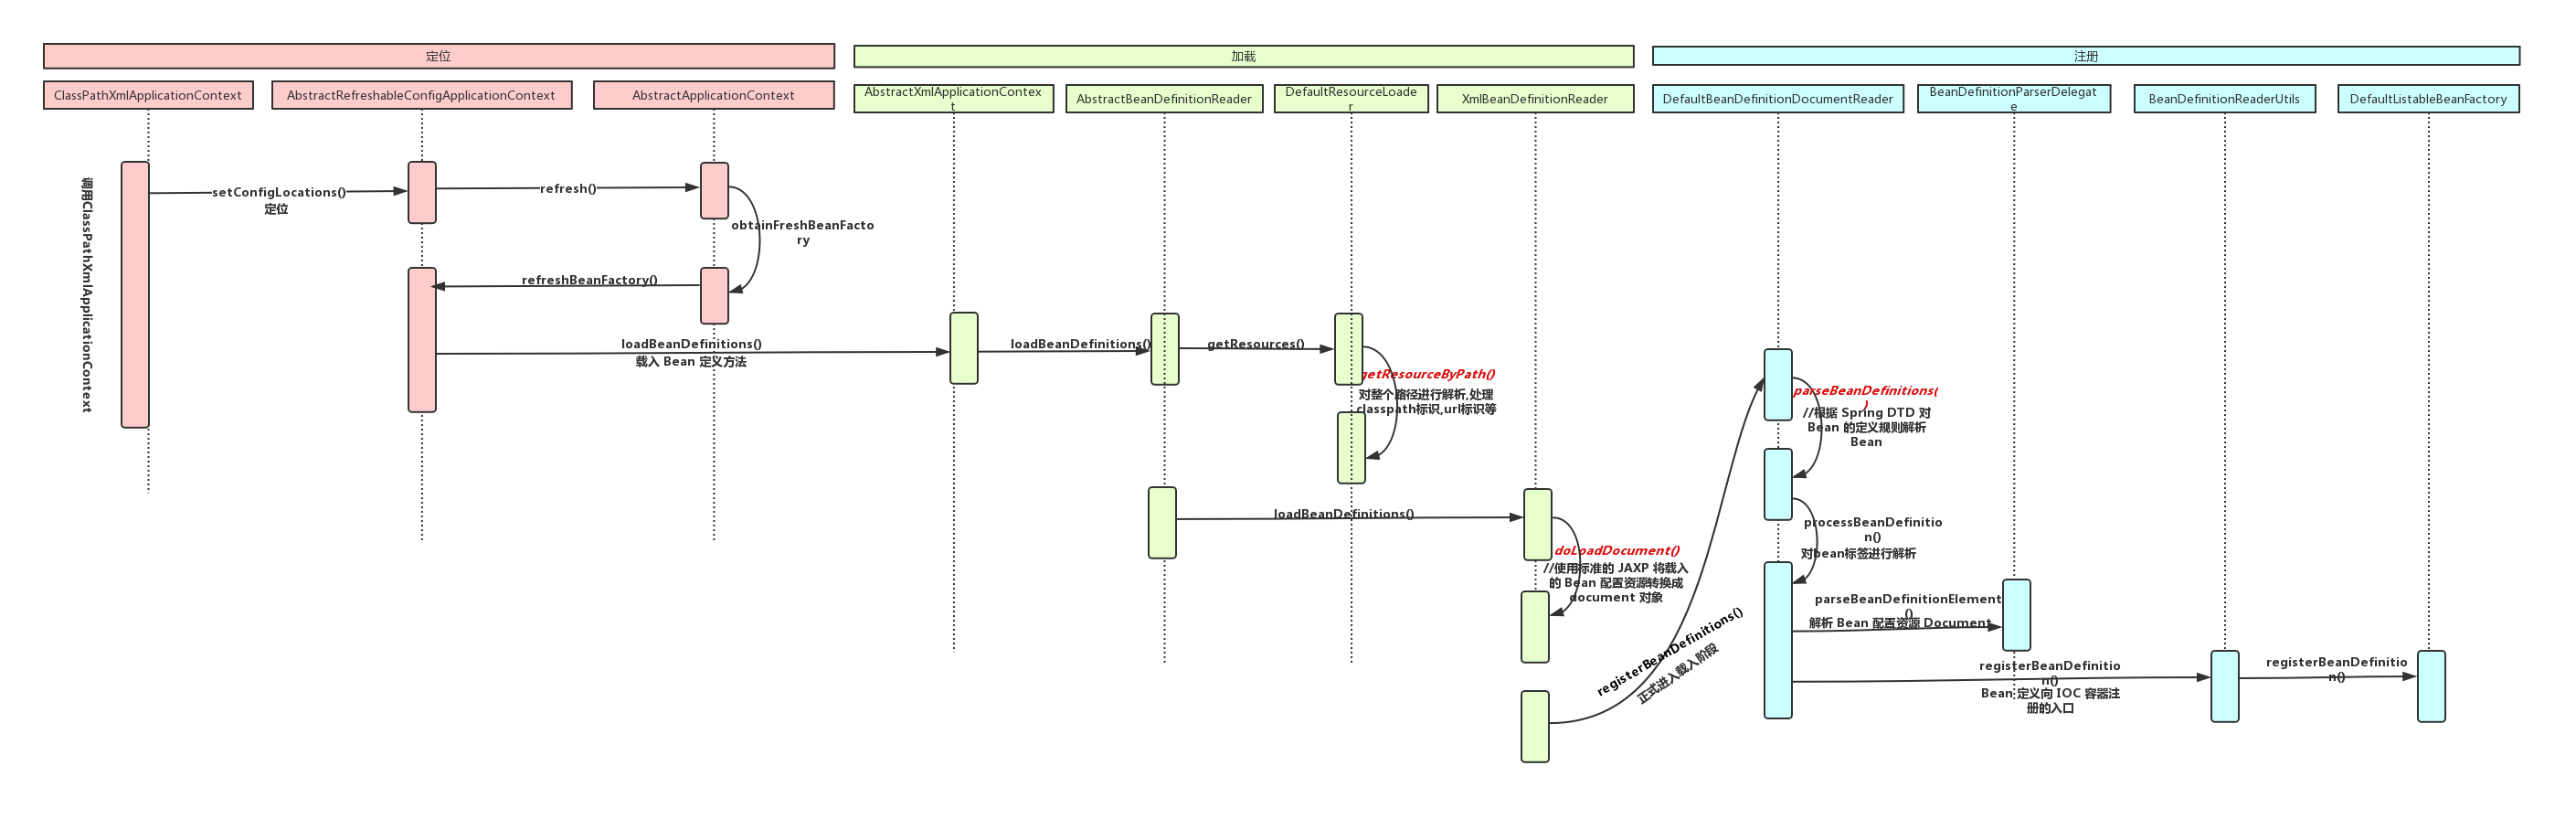 定位
加载
注册
ClassPathXmlApplicationContext
AbstractRefreshableConfigApplicationContext
AbstractApplicationContext
AbstractXmlApplicationContex
t
AbstractBeanDefinitionReader
DefaultResourceLoade
r
XmlBeanDefinitionReader
DefaultBeanDefinitionDocumentReader
BeanDefinitionParserDelegat
e
BeanDefinitionReaderUtils
DefaultListableBeanFactory
调用ClassPathXmlApplicationContext
setConfigLocations()
定位
refresh()
obtainFreshBeanFacto
ry
refreshBeanFactory()
loadBeanDefinitions()
载入 Bean 定义方法
loadBeanDefinitions()
getResources()
getResourceByPath()
对整个路径进行解析,处理
classpath标识,url标识等
loadBeanDefinitions()
doLoadDocument()
//使用标准的 JAXP 将载入
的 Bean 配置资源转换成
document 对象
registerBeanDefinitions()
正式进入载入阶段
parseBeanDefinitions(
)
//根据 Spring DTD 对
Bean 的定义规则解析
Bean
processBeanDefinitio
n()
对bean标签进行解析
parseBeanDefinitionElement
()
解析 Bean 配置资源 Document
registerBeanDefinitio
n()
Bean 定义向 IOC 容器注
册的入口
registerBeanDefinitio
n()